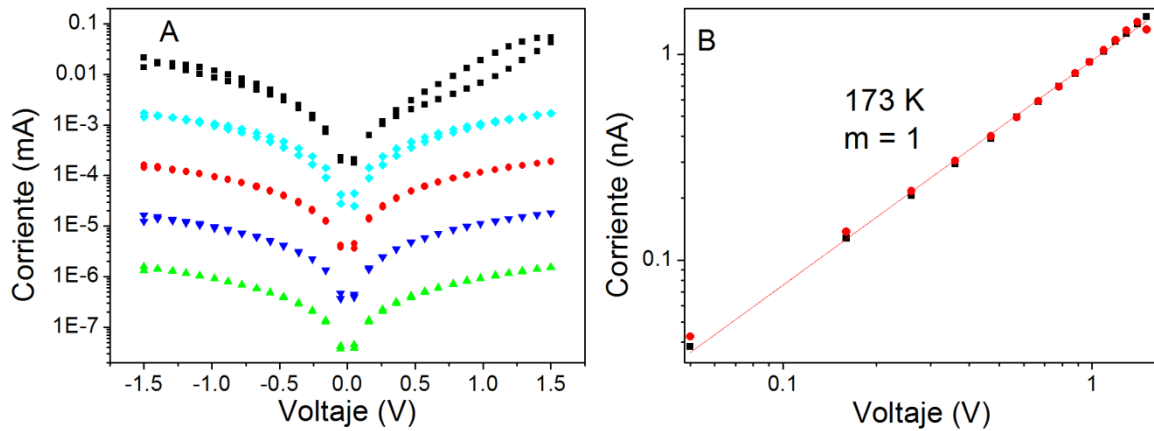 A
0.1
0.01
1E-3
1E-4
1E-5
1E-6
1E-7
Corriente (mA)
-1.5 -1.0 -0.5 0.0 0.5 1.0 1.5
Voltaje (V)
B
1
0.1
Corriente (nA)
173 K
m = 1
0.1 1
Voltaje (V)